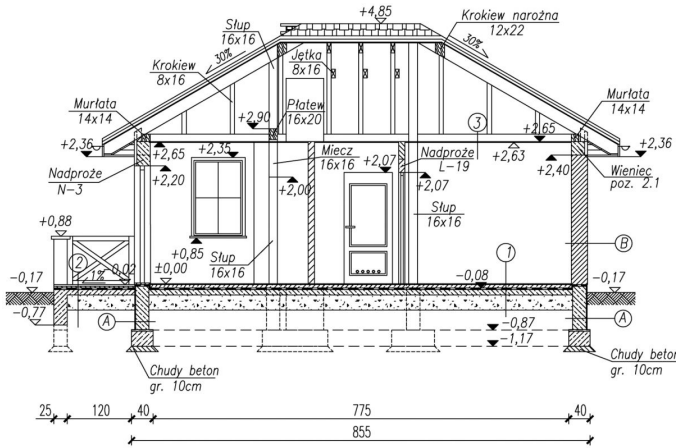 +4,85
Krokiew narożna
12x22
Słup
16x16
30%
30%
Jętka
8x16
Krokiew
8x16
Murłata
14x14
Murłata
14x14
+2,90
Płatew
16x20
3
+2,36
+2,65
+2,35
Miecz
16x16
+2,07
Nadproże
L-19
+2,65
+2,63
+2,36
+2,40
Nadproże
N-3
+2,20
+2,00
+2,07
Wieniec
poz. 2.1
Słup
16x16
+0,88
+0,85
Słup
16x16
B
2
1%
-0,02
±0,00
-0,08
1
-0,17
-0,17
-0,77
A
A
-0,87
-1,17
Chudy beton
gr. 10cm
Chudy beton
gr. 10cm
25
120
40
775
40
855